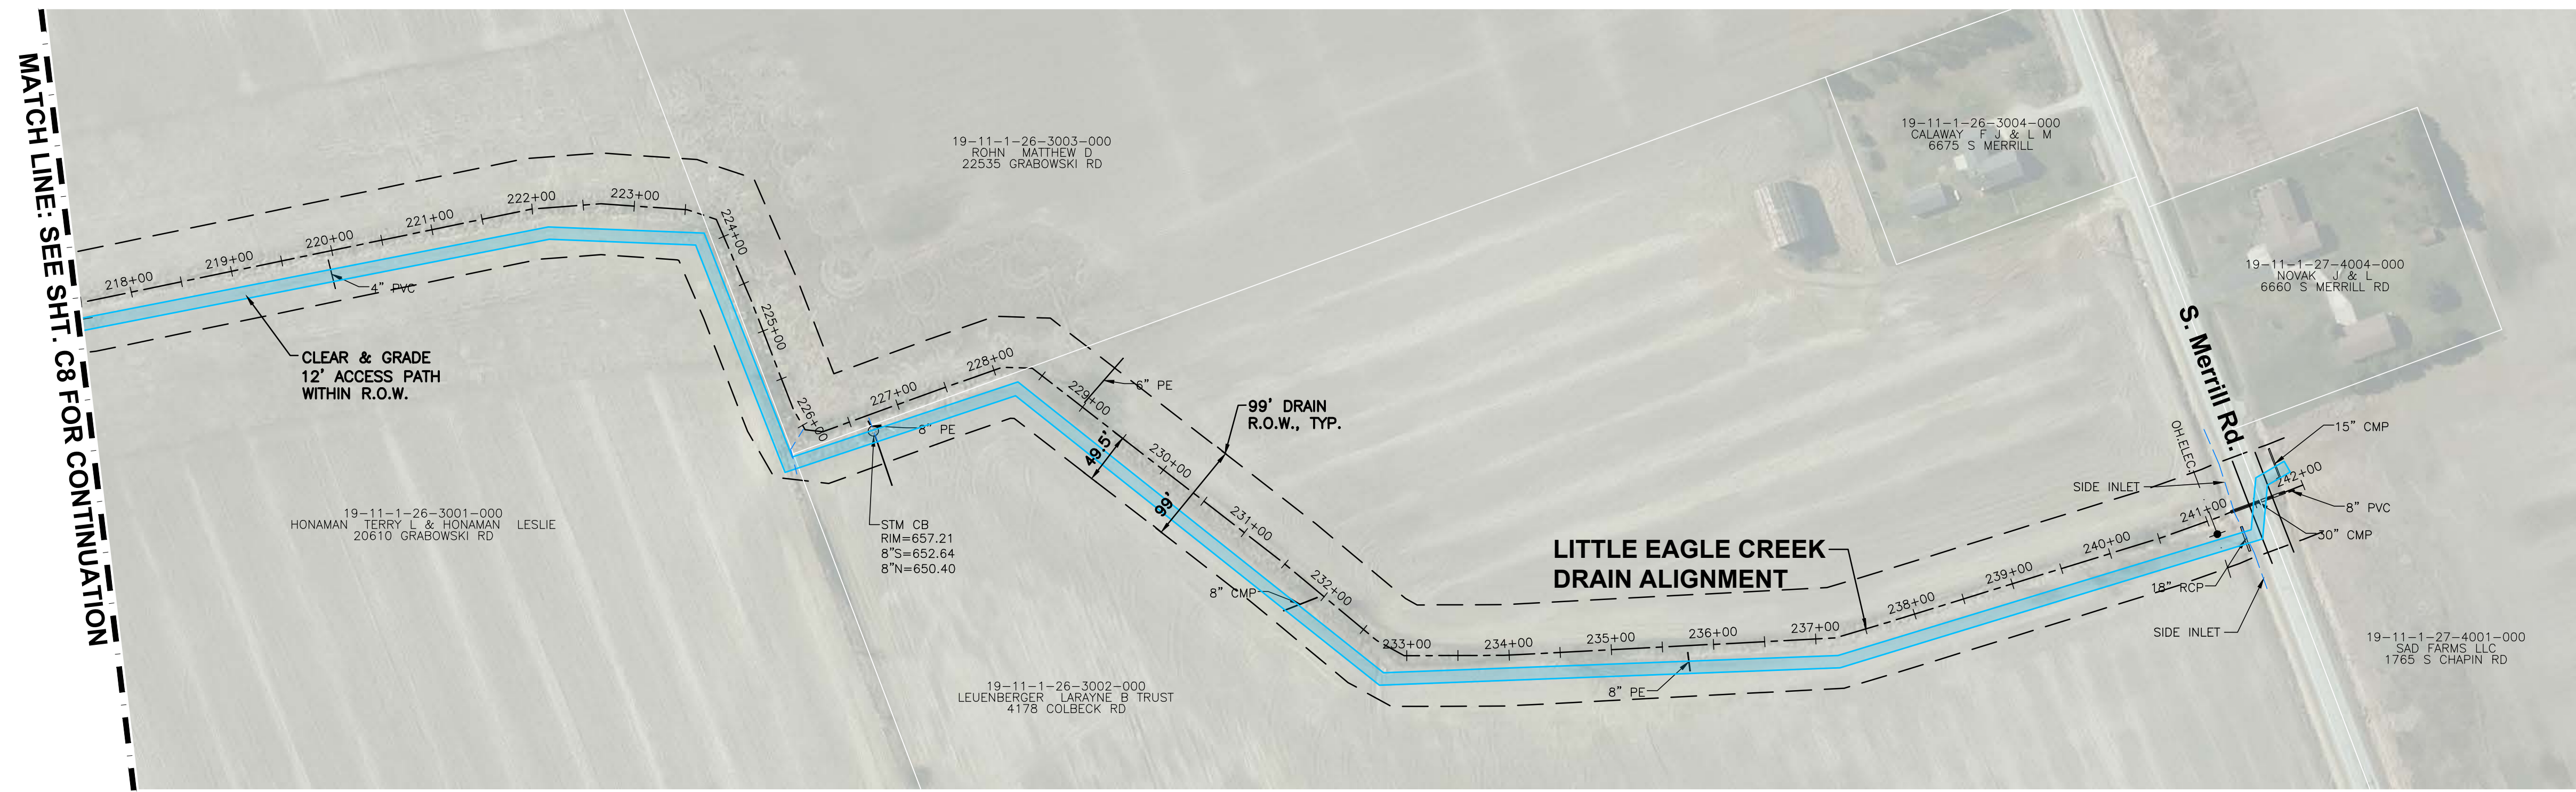 MATCH LINE: SEE SHT. C8 FOR CONTINUATION
218+00
219+00
220+00
221+00
222+00
223+00
224+00
225+00
226+00
227+00
228+00
229+00
230+00
231+00
232+00
233+00
234+00
235+00
236+00
237+00
238+00
239+00
240+00
241+00
242+00
4" PVC
CLEAR & GRADE
12' ACCESS PATH
WITHIN R.O.W.
19-11-1-26-3001-000
HONAMAN TERRY L & HONAMAN LESLIE
20610 GRABOWSKI RD
19-11-1-26-3003-000
ROHN MATTHEW D
22535 GRABOWSKI RD
8" PE
STM CB
RIM=657.21
8"S=652.64
8"N=650.40
6" PE
49.5'
99'
99' DRAIN
R.O.W., TYP.
8" CMP
19-11-1-26-3002-000
LEUENBERGER LARAYNE B TRUST
4178 COLBECK RD
8" PE
LITTLE EAGLE CREEK
DRAIN ALIGNMENT
19-11-1-26-3004-000
CALAWAY F J & L M
6675 S MERRILL
19-11-1-27-4004-000
NOVAK J & L
6660 S MERRILL RD
S. Merrill Rd.
OH.ELEC.
SIDE INLET
15" CMP
8" PVC
30" CMP
18" RCP
SIDE INLET
19-11-1-27-4001-000
SAD FARMS LLC
1765 S CHAPIN RD